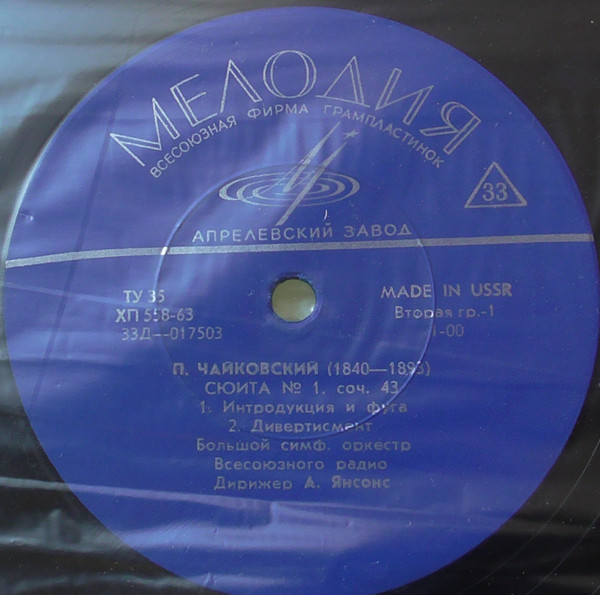 МЕЛОДИЯ
ВСЕСОЮЗНАЯ ФИРМА ГРАМПЛАСТИНОК
33
АПРЕЛЕВСКИЙ ЗАВОД
ТУ 35
ХП 558-63
33Д—017503
MADE IN USSR
Вторая гр.-1
1-00
П. ЧАЙКОВСКИЙ (1840—1893)
СЮИТА № 1, соч. 43
1. Интродукция и фуга
2. Дивертисмент
Большой симф. оркестр
Всесоюзного радио
Дирижер А. Янсонс